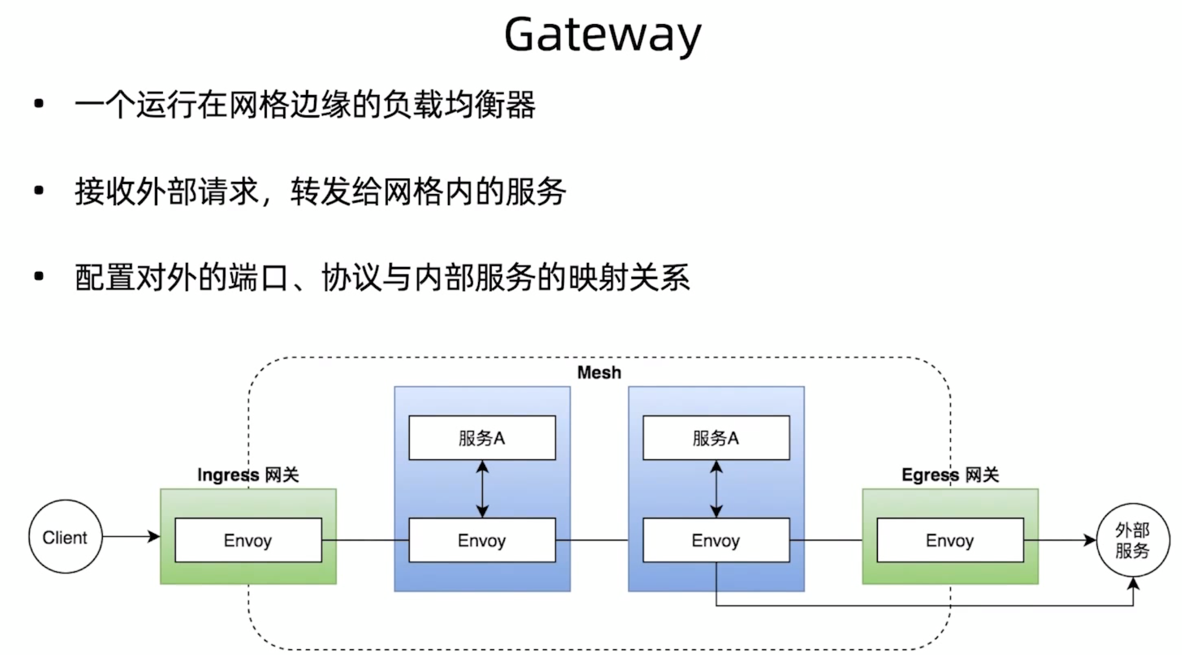 Gateway
• 一个运行在网格边缘的负载均衡器
• 接收外部请求，转发给网格内的服务
• 配置对外的端口、协议与内部服务的映射关系
Mesh
服务A
服务A
Ingress 网关
Egress 网关
Client
Envoy
Envoy
Envoy
Envoy
外部
服务